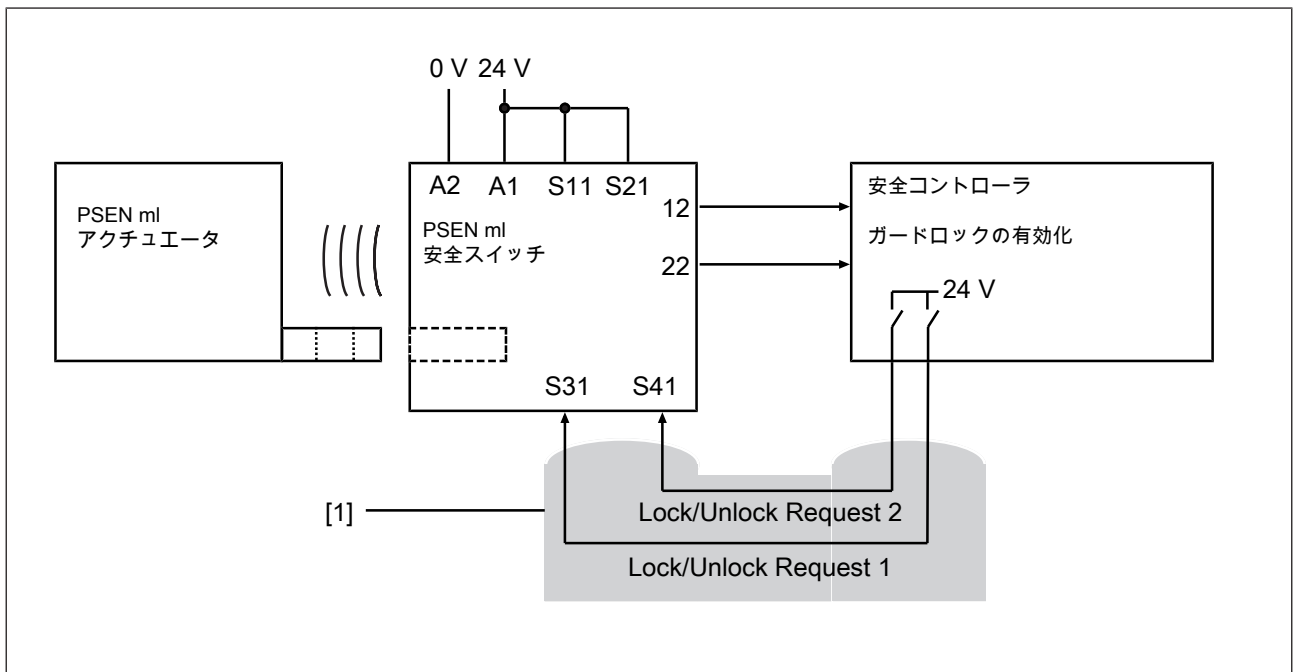 0 V 24 V
A2 A1 S11 S21
PSEN ml
アクチュエータ
PSEN ml
安全スイッチ
12
22
安全コントローラ
ガードロックの有効化
24 V
S31 S41
[1]
Lock/Unlock Request 2
Lock/Unlock Request 1